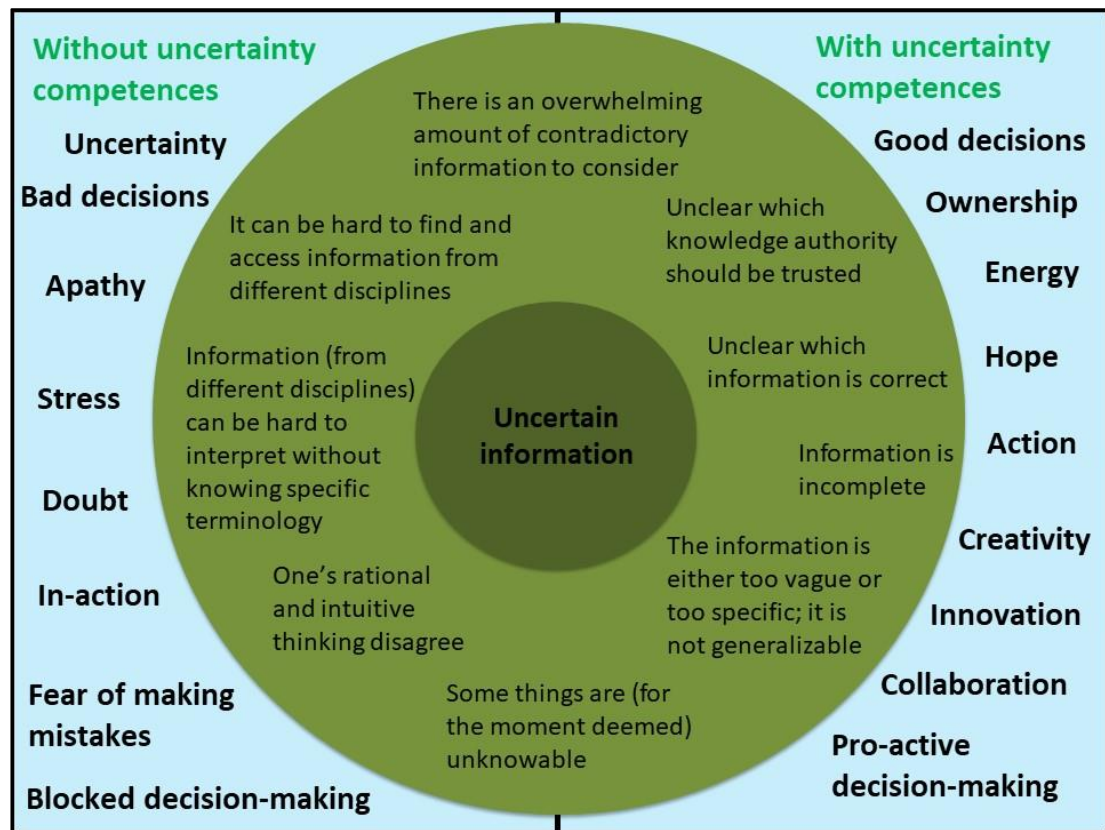 Without uncertainty
competences
Uncertainty
Bad decisions
Apathy
Stress
Doubt
In-action
Fear of making
mistakes
Blocked decision-making
There is an overwhelming
amount of contradictory
information to consider
It can be hard to find and
access information from
different disciplines
Unclear which
knowledge authority
should be trusted
Information (from
different disciplines)
can be hard to
interpret without
knowing specific
terminology
Uncertain
information
Unclear which
information is correct
Information is
incomplete
One’s rational
and intuitive
thinking disagree
The information is
either too vague or
too specific; it is
not generalizable
Some things are (for
the moment deemed)
unknowable
With uncertainty
competences
Good decisions
Ownership
Energy
Hope
Action
Creativity
Innovation
Collaboration
Pro-active
decision-making